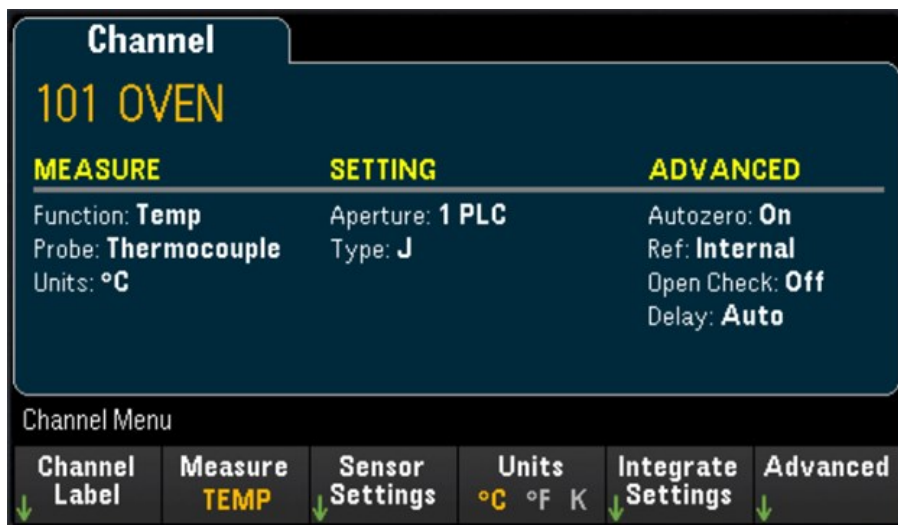 Channel
101 OVEN
MEASURE
Function: Temp
Probe: Thermocouple
Units: °C
SETTING
Aperture: 1 PLC
Type: J
ADVANCED
Autozero: On
Ref: Internal
Open Check: Off
Delay: Auto
Channel Menu
Channel
Label
Measure
TEMP
Sensor
Settings
Units
°C °F K
Integrate
Settings
Advanced